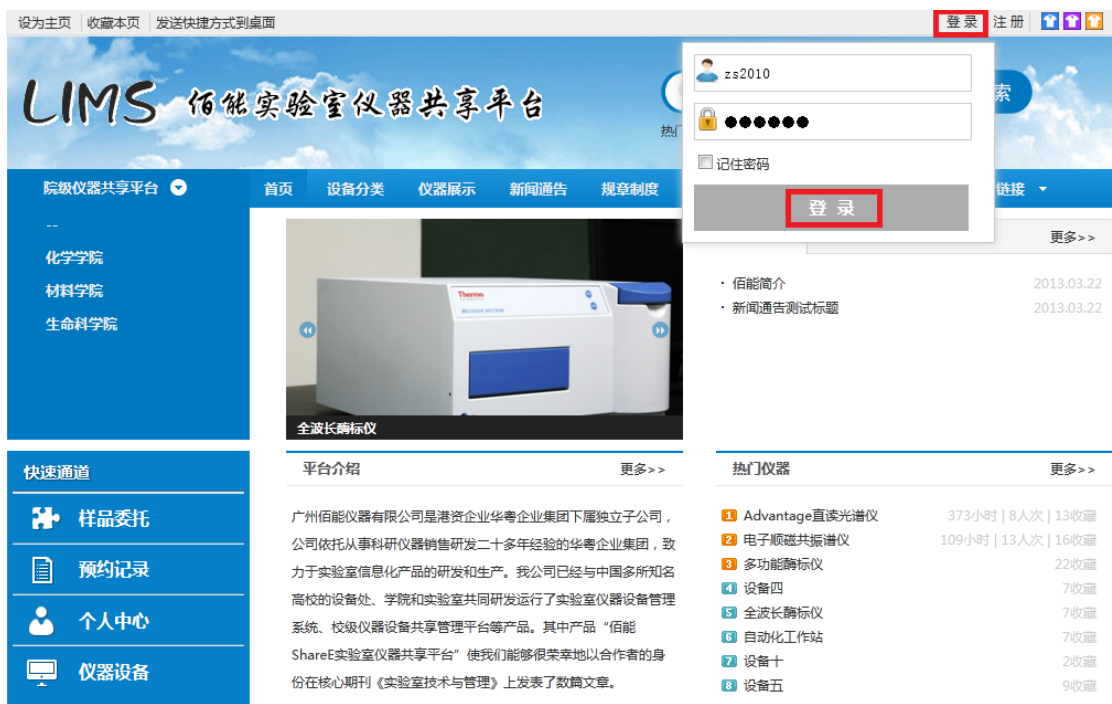 设为主页 收藏本页 发送快捷方式到桌面
登 录 注 册
LIMS 佰能实验室仪器共享平台
zs2010
●●●●●●
记住密码
登 录
索
热门
院级仪器共享平台
首页 设备分类 仪器展示 新闻通告 规章制度
链接
--
化学学院
材料学院
生命科学院
Thermo
全波长酶标仪
更多>>
· 佰能简介 2013.03.22
· 新闻通告测试标题 2013.03.22
快速通道
样品委托
预约记录
个人中心
仪器设备
平台介绍 更多>>
广州佰能仪器有限公司是港资企业华粤企业集团下属独立子公司，
公司依托从事科研仪器销售研发二十多年经验的华粤企业集团，致
力于实验室信息化产品的研发和生产。我公司已经与中国多所知名
高校的设备处、学院和实验室共同研发运行了实验室仪器设备管理
系统、校级仪器设备共享管理平台等产品。其中产品“佰能
ShareE实验室仪器共享平台”使我们能够很荣幸地以合作者的身
份在核心期刊《实验室技术与管理》上发表了数篇文章。
热门仪器 更多>>
1 Advantage直读光谱仪 373小时 | 8人次 | 13收藏
2 电子顺磁共振谱仪 109小时 | 13人次 | 16收藏
3 多功能酶标仪 22收藏
4 设备四 7收藏
5 全波长酶标仪 7收藏
6 自动化工作站 7收藏
7 设备十 2收藏
8 设备五 9收藏